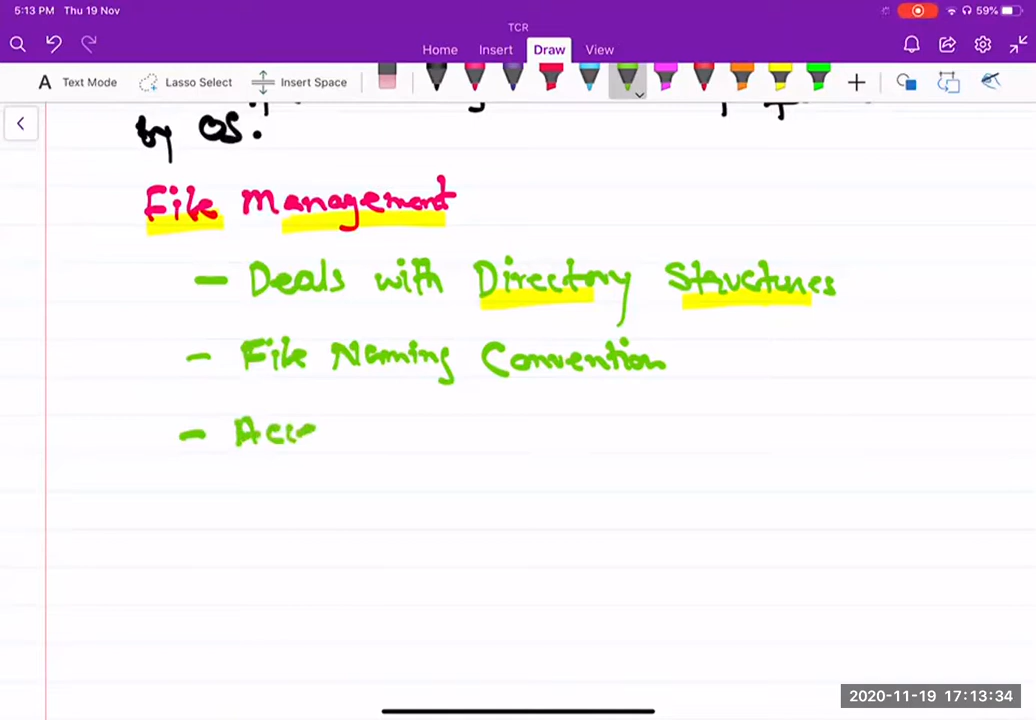 5:13 PM Thu 19 Nov 59%
TCR
Home Insert Draw View
A Text Mode Lasso Select Insert Space
by OS.
File Management
- Deals with Directory Structures
- File Naming Convention
- Acce
2020-11-19 17:13:34